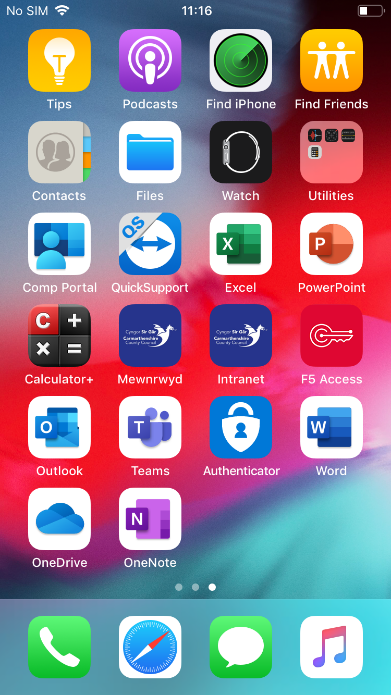 No SIM 11:16
Tips Podcasts Find iPhone Find Friends
Contacts Files Watch Utilities
QS
X P
Comp Portal QuickSupport Excel PowerPoint
C
Cyngor Sir Gâr
Carmarthenshire
County Council
Cyngor Sir Gâr
Carmarthenshire
County Council
Calculator+ Mewnrwyd Intranet F5 Access
O T W
Outlook Teams Authenticator Word
N
OneDrive OneNote